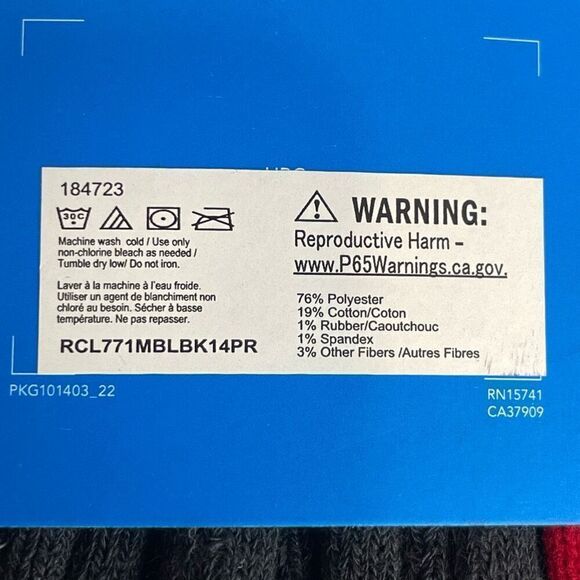 184723
30C
Machine wash cold / Use only
non-chlorine bleach as needed /
Tumble dry low/ Do not iron.
Laver à la machine à l'eau froide.
Utiliser un agent de blanchiment non
chloré au besoin. Sécher à basse
température. Ne pas repasser.
RCL771MBLBK14PR
WARNING:
Reproductive Harm –
www.P65Warnings.ca.gov.
76% Polyester
19% Cotton/Coton
1% Rubber/Caoutchouc
1% Spandex
3% Other Fibers /Autres Fibres
PKG101403_22
RN15741
CA37909